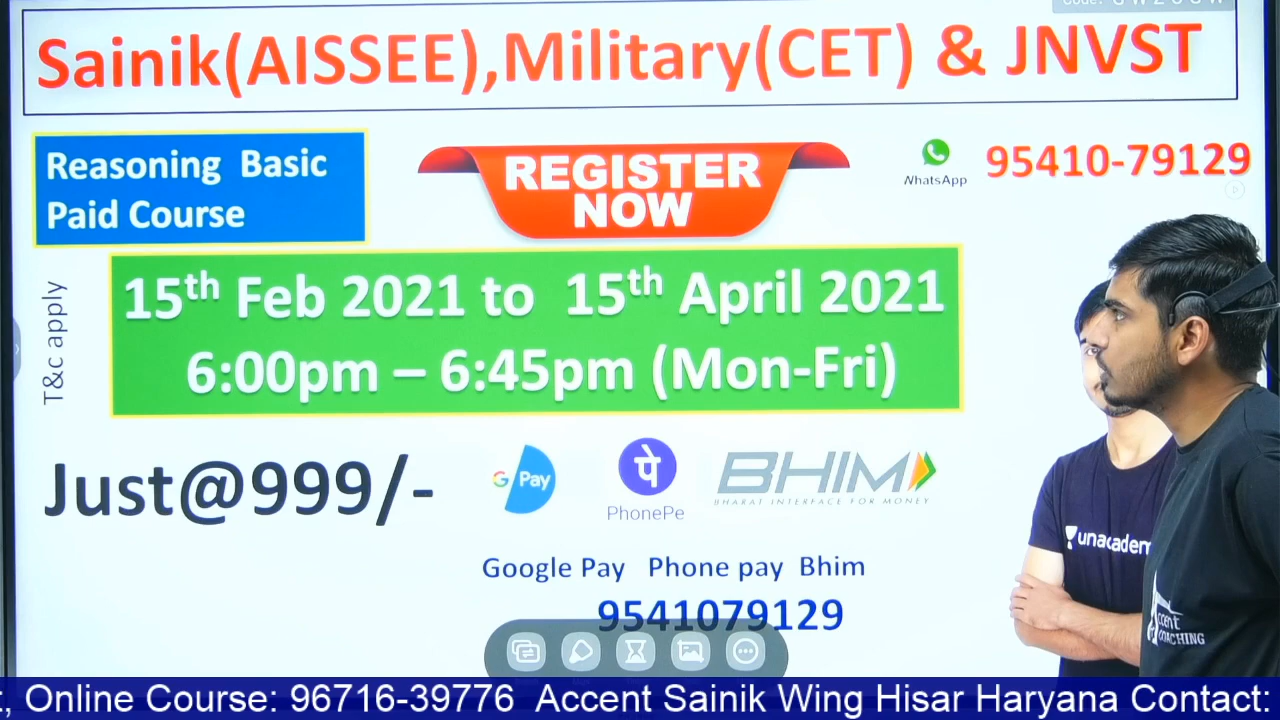 Sainik(AISSEE),Military(CET) & JNVST
Reasoning Basic
Paid Course
REGISTER
NOW
WhatsApp
95410-79129
T&c apply
15th Feb 2021 to 15th April 2021
6:00pm – 6:45pm (Mon-Fri)
Just@999/-
G Pay
पे
PhonePe
BHIM
BHARAT INTERFACE FOR MONEY
unacadem
Google Pay Phone pay Bhim
9541079129
COACHING
Online Course: 96716-39776 Accent Sainik Wing Hisar Haryana Contact: